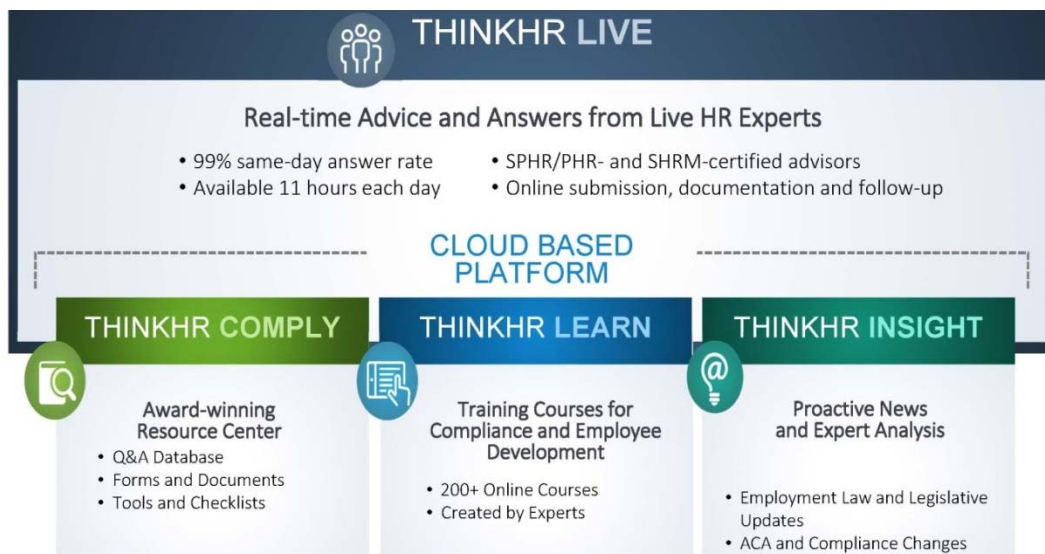 THINKHR LIVE
Real-time Advice and Answers from Live HR Experts
• 99% same-day answer rate
• Available 11 hours each day
• SPHR/PHR- and SHRM-certified advisors
• Online submission, documentation and follow-up
CLOUD BASED
PLATFORM
THINKHR COMPLY
Award-winning
Resource Center
• Q&A Database
• Forms and Documents
• Tools and Checklists
THINKHR LEARN
Training Courses for
Compliance and Employee
Development
• 200+ Online Courses
• Created by Experts
THINKHR INSIGHT
@
Proactive News
and Expert Analysis
• Employment Law and Legislative
Updates
• ACA and Compliance Changes